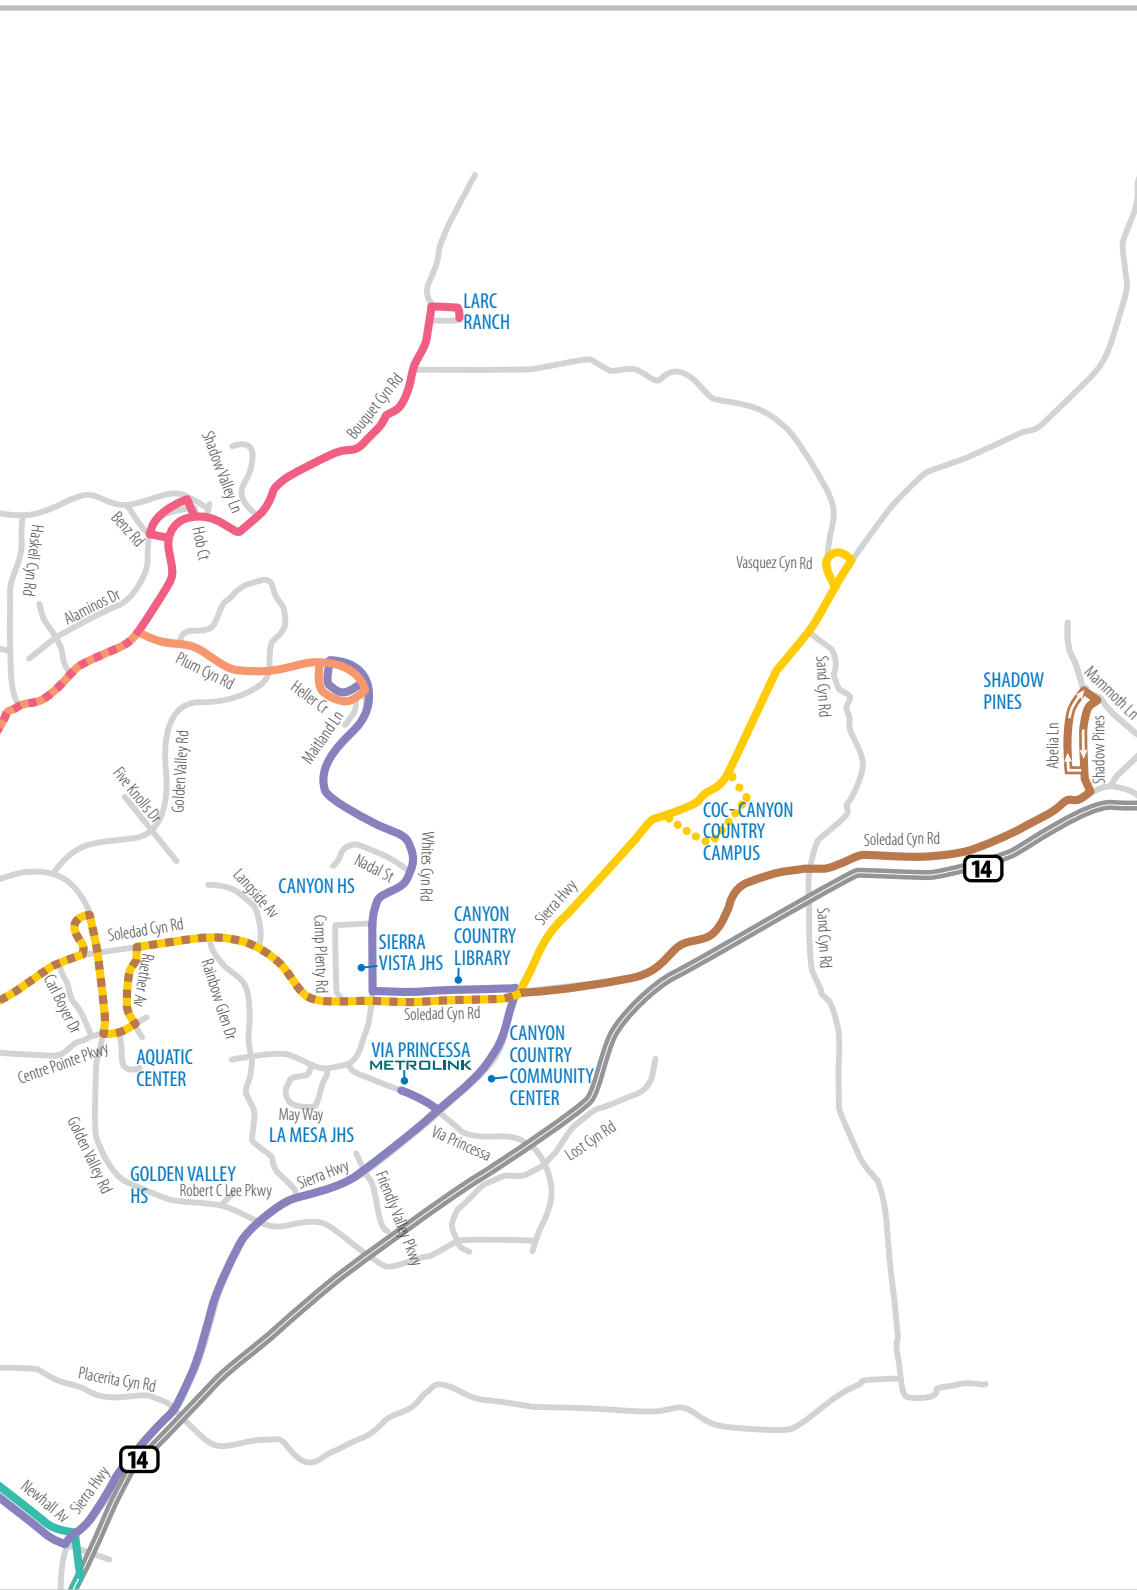 LARC
RANCH
Bouquet Cyn Rd
Shadow Valley Ln
Benz Rd
Hob Ct
Haskell Cyn Rd
Alaminos Dr
Vasquez Cyn Rd
Plum Cyn Rd
Heller Cr
Maitland Ln
Sand Cyn Rd
SHADOW
PINES
Mammoth Ln
Abelia Ln
Shadow Pines
Golden Valley Rd
Five Knolls Dr
COC-CANYON
COUNTRY
CAMPUS
Soledad Cyn Rd
14
Whites Cyn Rd
Nadal St
CANYON HS
Langside Av
Sierra Hwy
CANYON
COUNTRY
LIBRARY
Camp Plenty Rd
SIERRA
VISTA JHS
Soledad Cyn Rd
Ruether Av
Rainbow Glen Dr
Carl Boyer Dr
Sand Cyn Rd
Soledad Cyn Rd
Centre Pointe Pkwy
AQUATIC
CENTER
VIA PRINCESSA
METROLINK
CANYON
COUNTRY
COMMUNITY
CENTER
May Way
LA MESA JHS
Golden Valley Rd
Via Princessa
Lost Cyn Rd
GOLDEN VALLEY
HS
Robert C Lee Pkwy
Sierra Hwy
Friendly Valley Pkwy
Placerita Cyn Rd
14
Newhall Av
Sierra Hwy